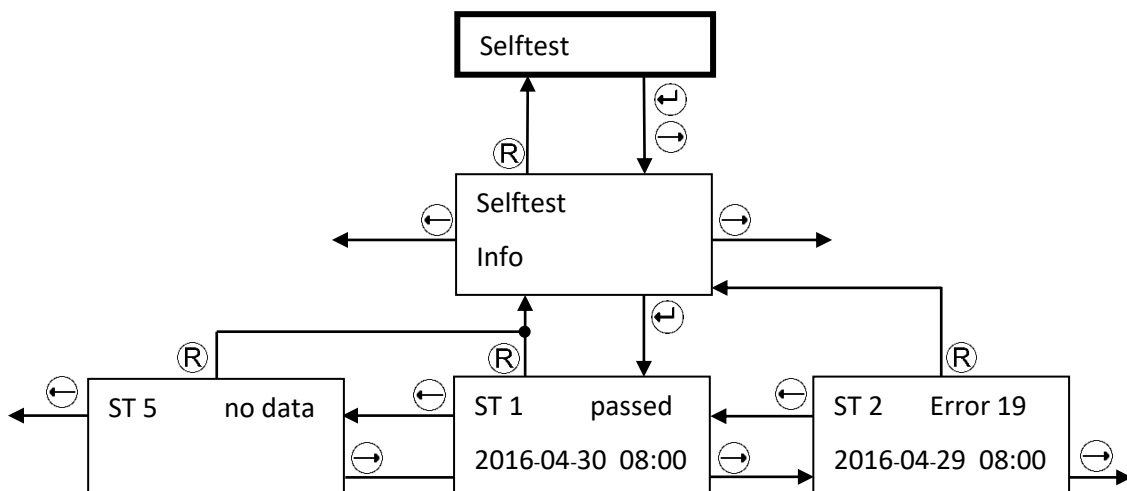 Selftest
R
Selftest
Info
R
R
R
ST 5 no data
ST 1 passed
2016-04-30 08:00
ST 2 Error 19
2016-04-29 08:00